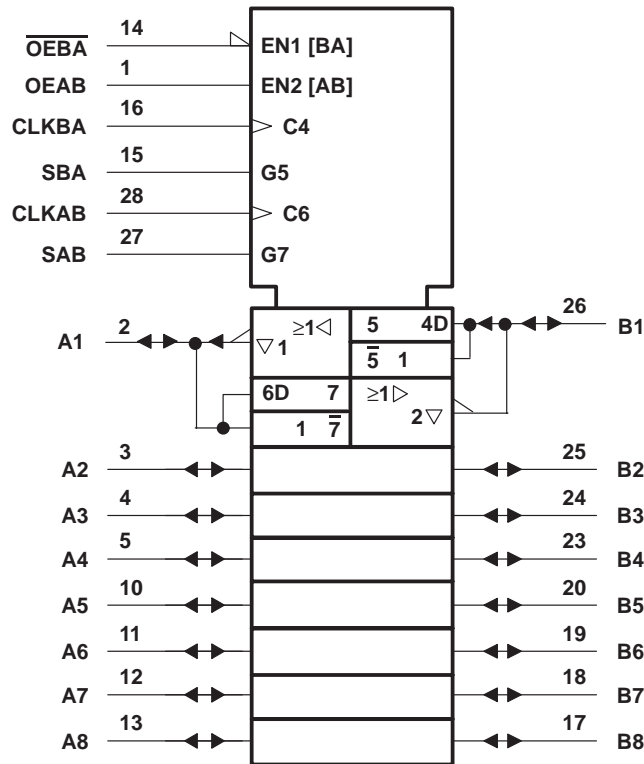 14
O̅E̅B̅A̅ EN1 [BA]
1
OEAB EN2 [AB]
16
CLKBA C4
15
SBA G5
28
CLKAB C6
27
SAB G7
2 26
A1 ≥1◁ 5 4D B1
▽1 5̅ 1
6D 7 ≥1▷
1 7̅ 2▽
3 25
A2 B2
4 24
A3 B3
5 23
A4 B4
10 20
A5 B5
11 19
A6 B6
12 18
A7 B7
13 17
A8 B8